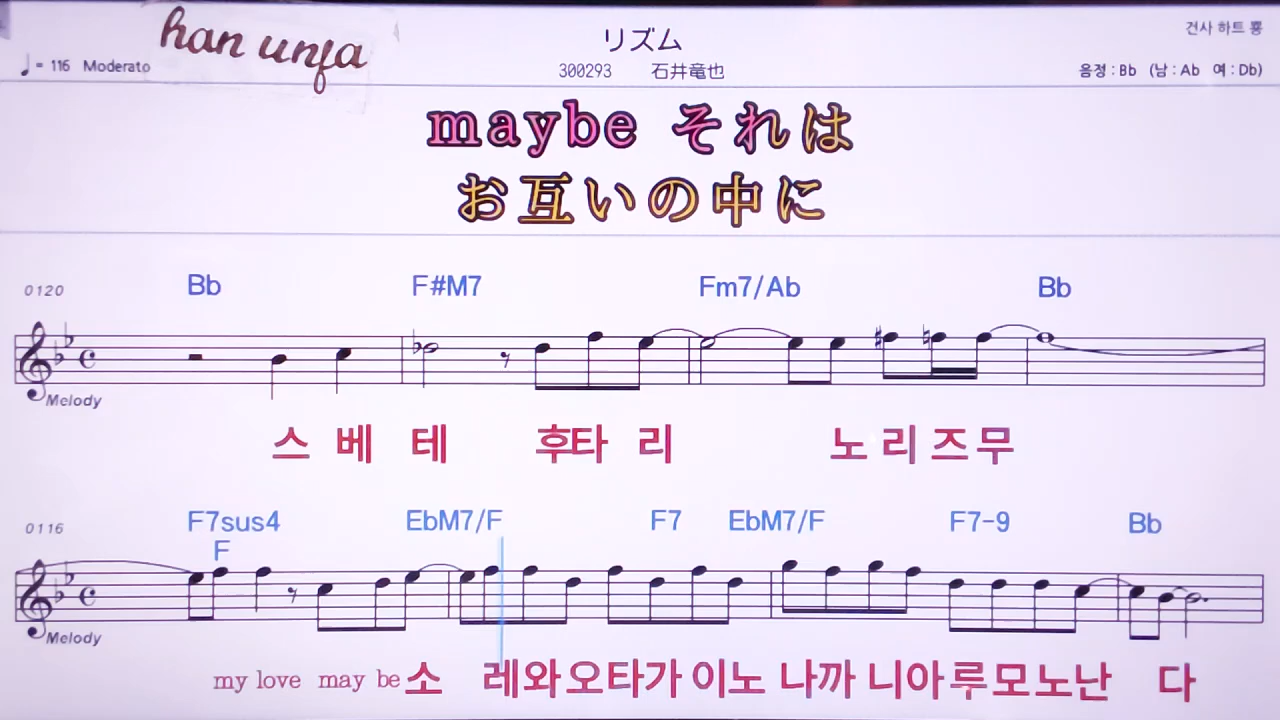 han unfa
リズム
건사 하트 뿅
♩= 116 Moderato
300293 石井竜也
음정 : Bb (남 : Ab 여 : Db)
maybe それは
お互いの中に
0120 Bb F#M7 Fm7/Ab Bb
Melody
스 베 테 후타 리 노 리 즈 무
0116 F7sus4 EbM7/F F7 EbM7/F F7-9 Bb
F
Melody
my love may be 소 레와 오타가 이노 나까 니아루모노난 다